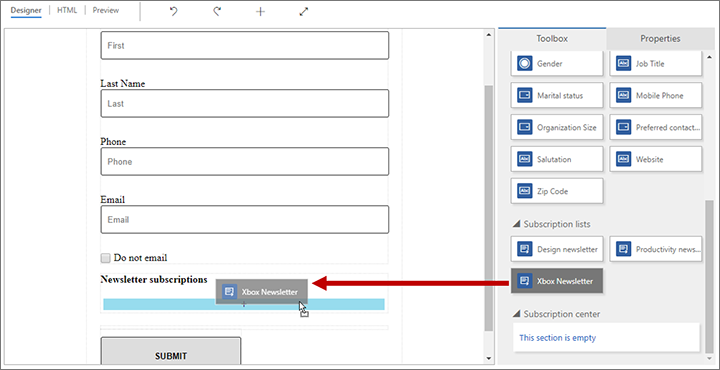 Designer HTML Preview
First
Last Name
Last
Phone
Phone
Email
Email
Do not email
Newsletter subscriptions
Xbox Newsletter
SUBMIT
Toolbox Properties
Gender Job Title
Marital status Mobile Phone
Organization Size Preferred contact...
Salutation Website
Zip Code
Subscription lists
Design newsletter Productivity news...
Xbox Newsletter
Subscription center
This section is empty